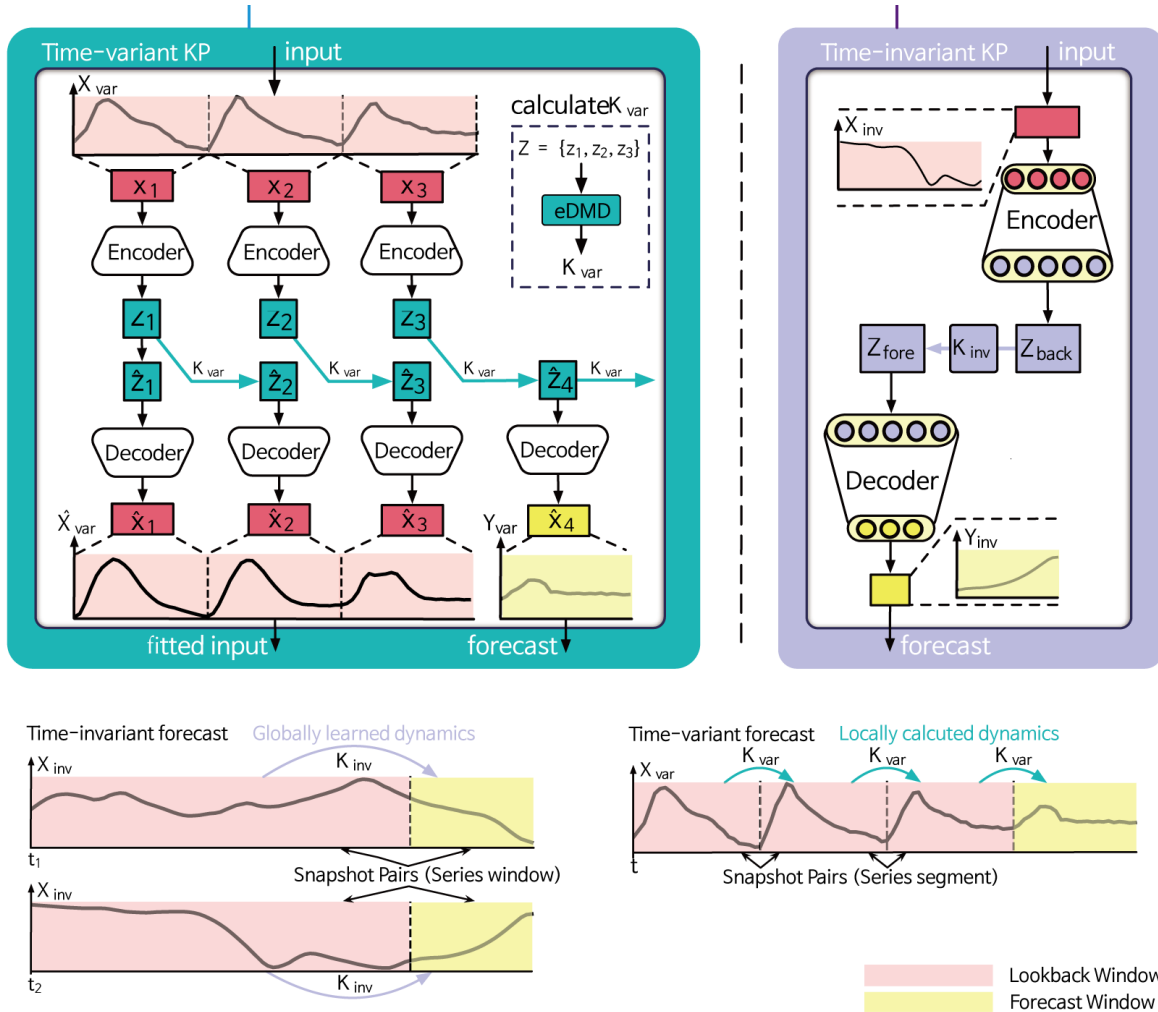 Time-variant KP
input
X var
calculate K var
Z = {z1, z2, z3}
eDMD
K var
x1 x2 x3
Encoder Encoder Encoder
Z1 Z2 Z3
K var K var K var K var
ẑ1 ẑ2 ẑ3 ẑ4
Decoder Decoder Decoder Decoder
x̂1 x̂2 x̂3 x̂4
X̂ var
Y var
fitted input
forecast
Time-invariant KP
input
X inv
Encoder
Z fore K inv Z back
Decoder
Y inv
forecast
Time-invariant forecast
Globally learned dynamics
X inv
K inv
t1
Snapshot Pairs (Series window)
X inv
t2
K inv
Time-variant forecast
Locally calcuted dynamics
X var
K var K var K var
t
Snapshot Pairs (Series segment)
Lookback Window
Forecast Window